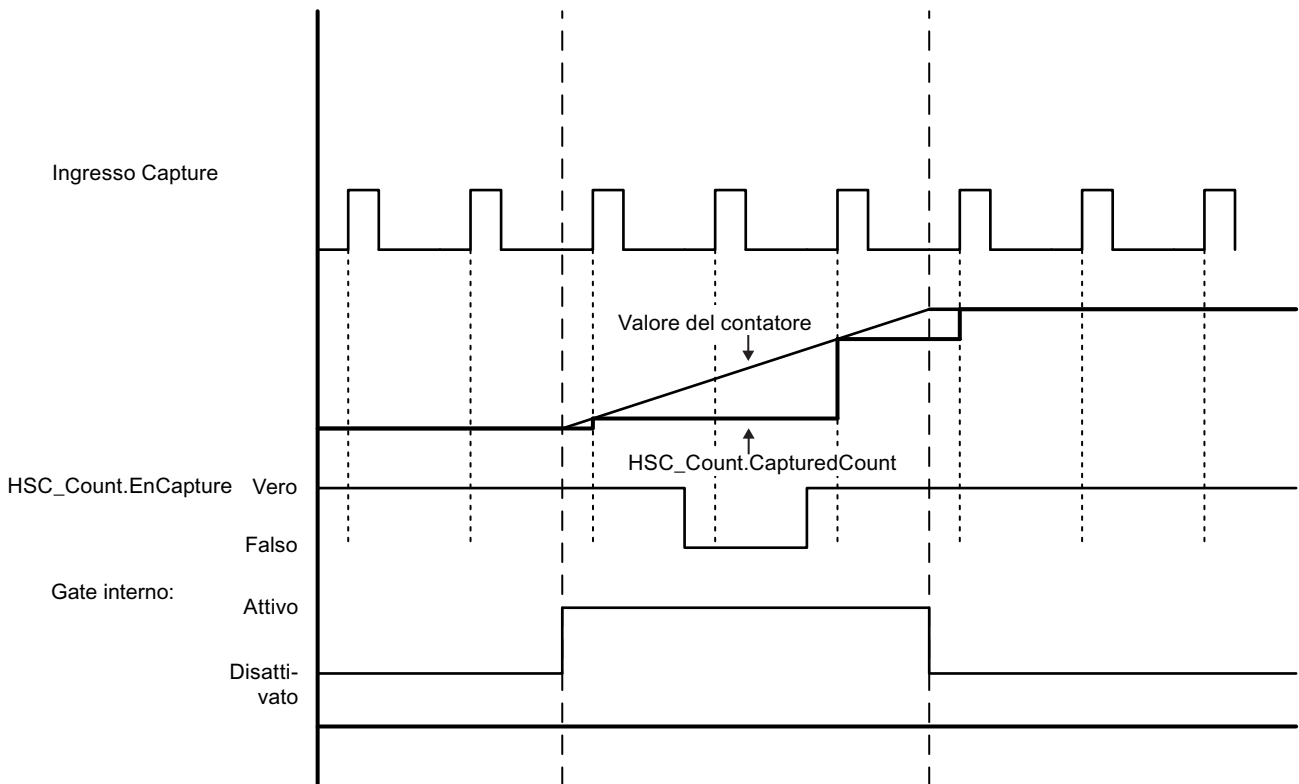 Ingresso Capture
Valore del contatore
HSC_Count.CapturedCount
HSC_Count.EnCapture Vero
Falso
Gate interno:
Attivo
Disatti-
vato